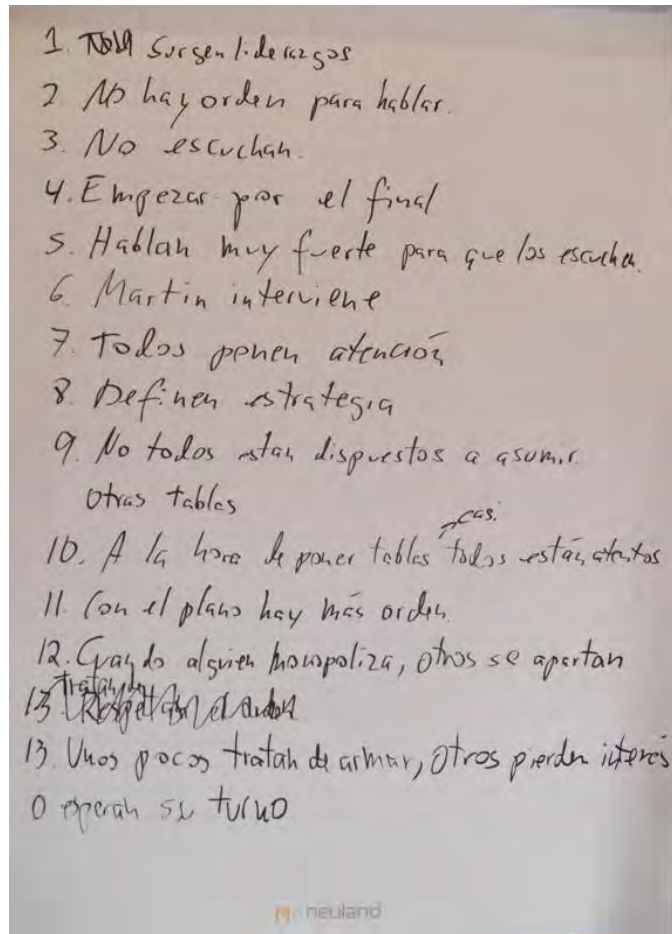 1. Surgen liderazgos
2 No hay orden para hablar.
3. No escuchan.
4. Empezar por el final
5. Hablan muy fuerte para que los escuchen.
6. Martin interviene
7. Todos ponen atención
8. Definen estrategia
9. No todos estan dispuestos a asumir
otras tablas
casi
10. A la hora de poner tablas todos están atentos
11. Con el plano hay más orden.
12. Cuando alguien monopoliza, otros se apartan
13
13. Unos pocos tratan de armar, otros pierden interés
o esperan su turno
neuland